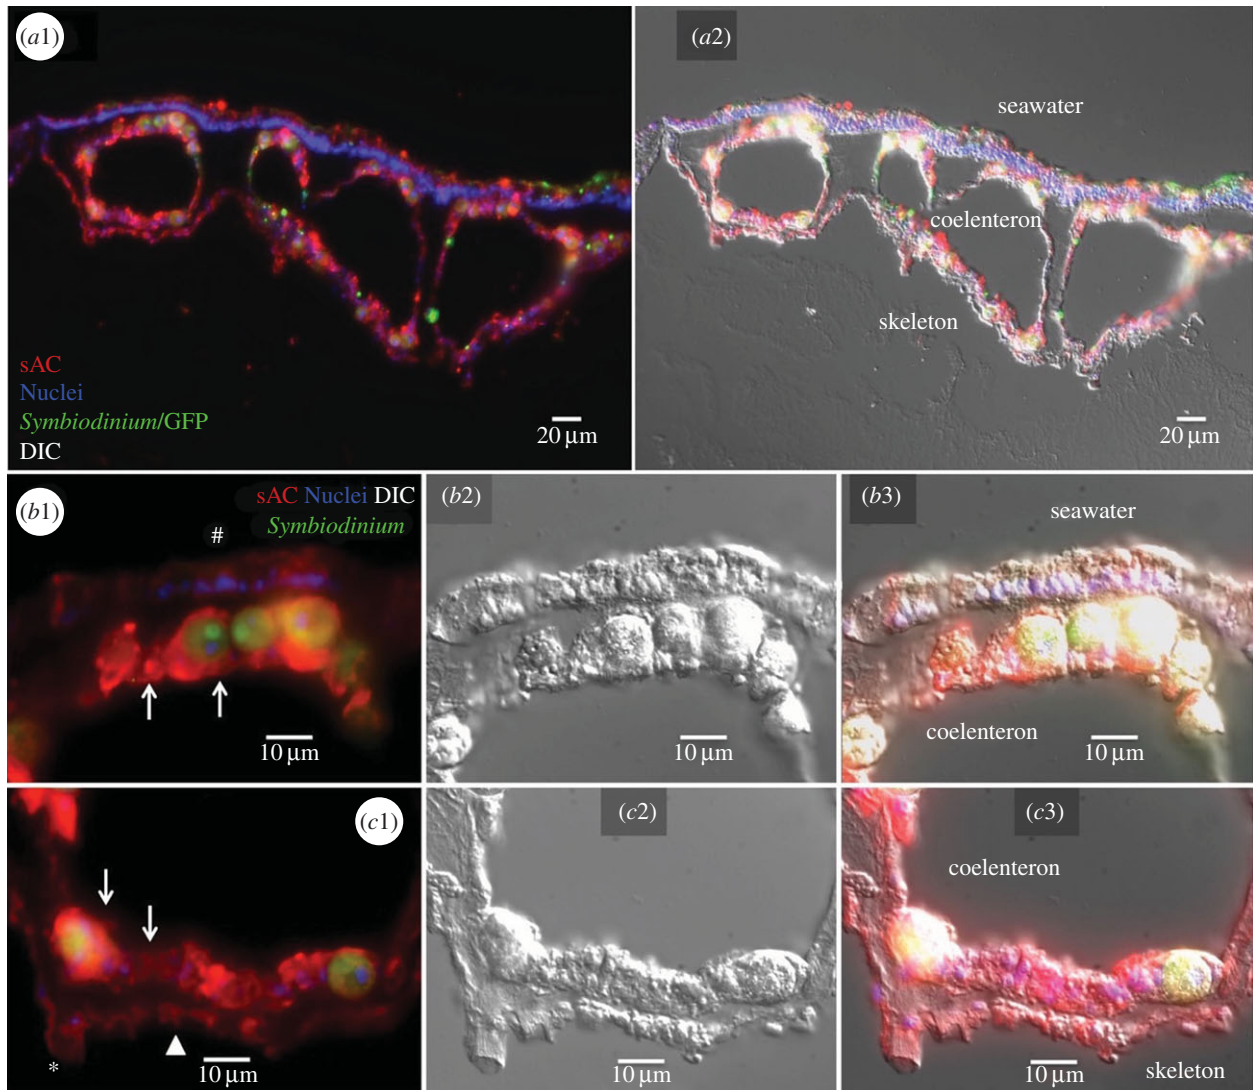 (a1)
sAC
Nuclei
Symbiodinium/GFP
DIC
20 µm
(a2)
seawater
coelenteron
skeleton
20 µm
(b1)
sAC Nuclei DIC
Symbiodinium
#
10 µm
(b2)
10 µm
(b3)
seawater
coelenteron
10 µm
(c1)
*
10 µm
(c2)
10 µm
(c3)
coelenteron
10 µm
skeleton